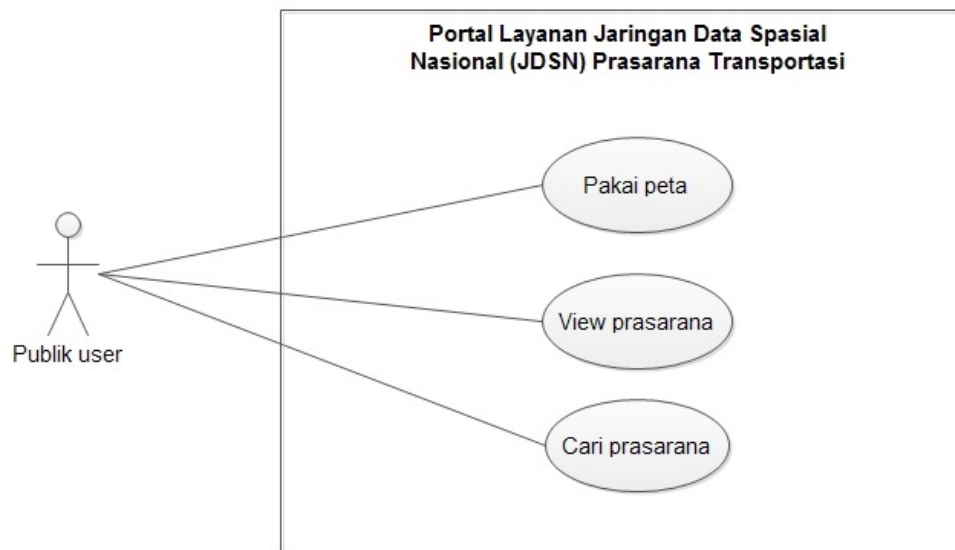 Portal Layanan Jaringan Data Spasial
Nasional (JDSN) Prasarana Transportasi
Pakai peta
View prasarana
Publik user
Cari prasarana